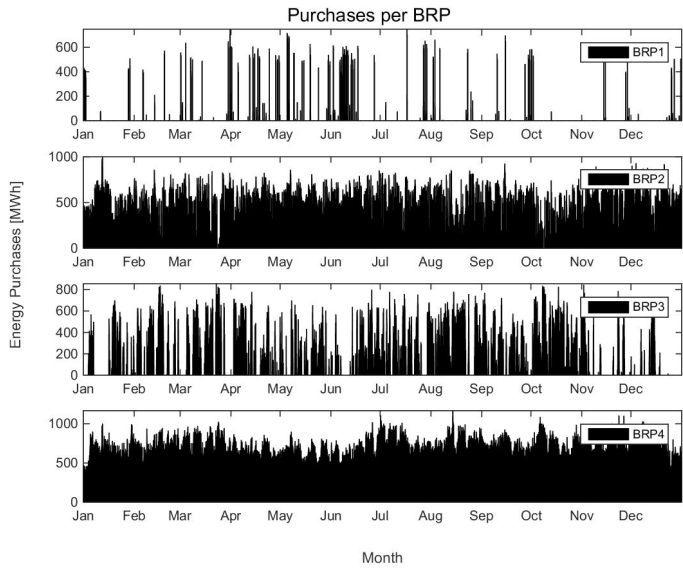 Purchases per BRP
600
400
200
0
BRP1
Jan Feb Mar Apr May Jun Jul Aug Sep Oct Nov Dec
1000
500
0
BRP2
Jan Feb Mar Apr May Jun Jul Aug Sep Oct Nov Dec
Energy Purchases [MWh]
800
600
400
200
0
BRP3
Jan Feb Mar Apr May Jun Jul Aug Sep Oct Nov Dec
1000
500
0
BRP4
Jan Feb Mar Apr May Jun Jul Aug Sep Oct Nov Dec
Month